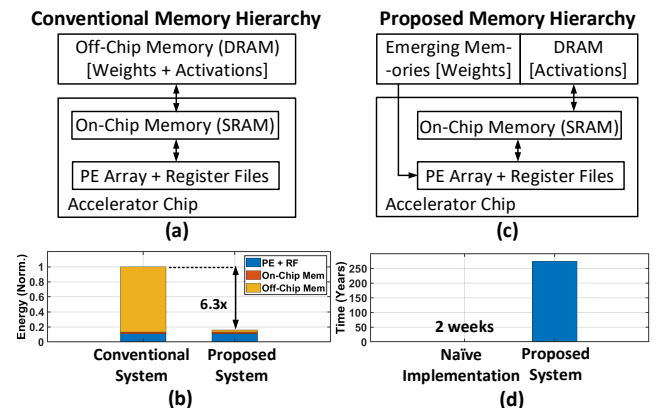 Conventional Memory Hierarchy
Off-Chip Memory (DRAM)
[Weights + Activations]
On-Chip Memory (SRAM)
PE Array + Register Files
Accelerator Chip
(a)
Proposed Memory Hierarchy
Emerging Mem-
-ories [Weights]
DRAM
[Activations]
On-Chip Memory (SRAM)
PE Array + Register Files
Accelerator Chip
(c)
Energy (Norm.)
1
0.8
0.6
0.4
0.2
0
PE + RF
On-Chip Mem
Off-Chip Mem
6.3x
Conventional
System
Proposed
System
(b)
Time (Years)
250
200
150
100
50
0
2 weeks
Naïve
Implementation
Proposed
System
(d)